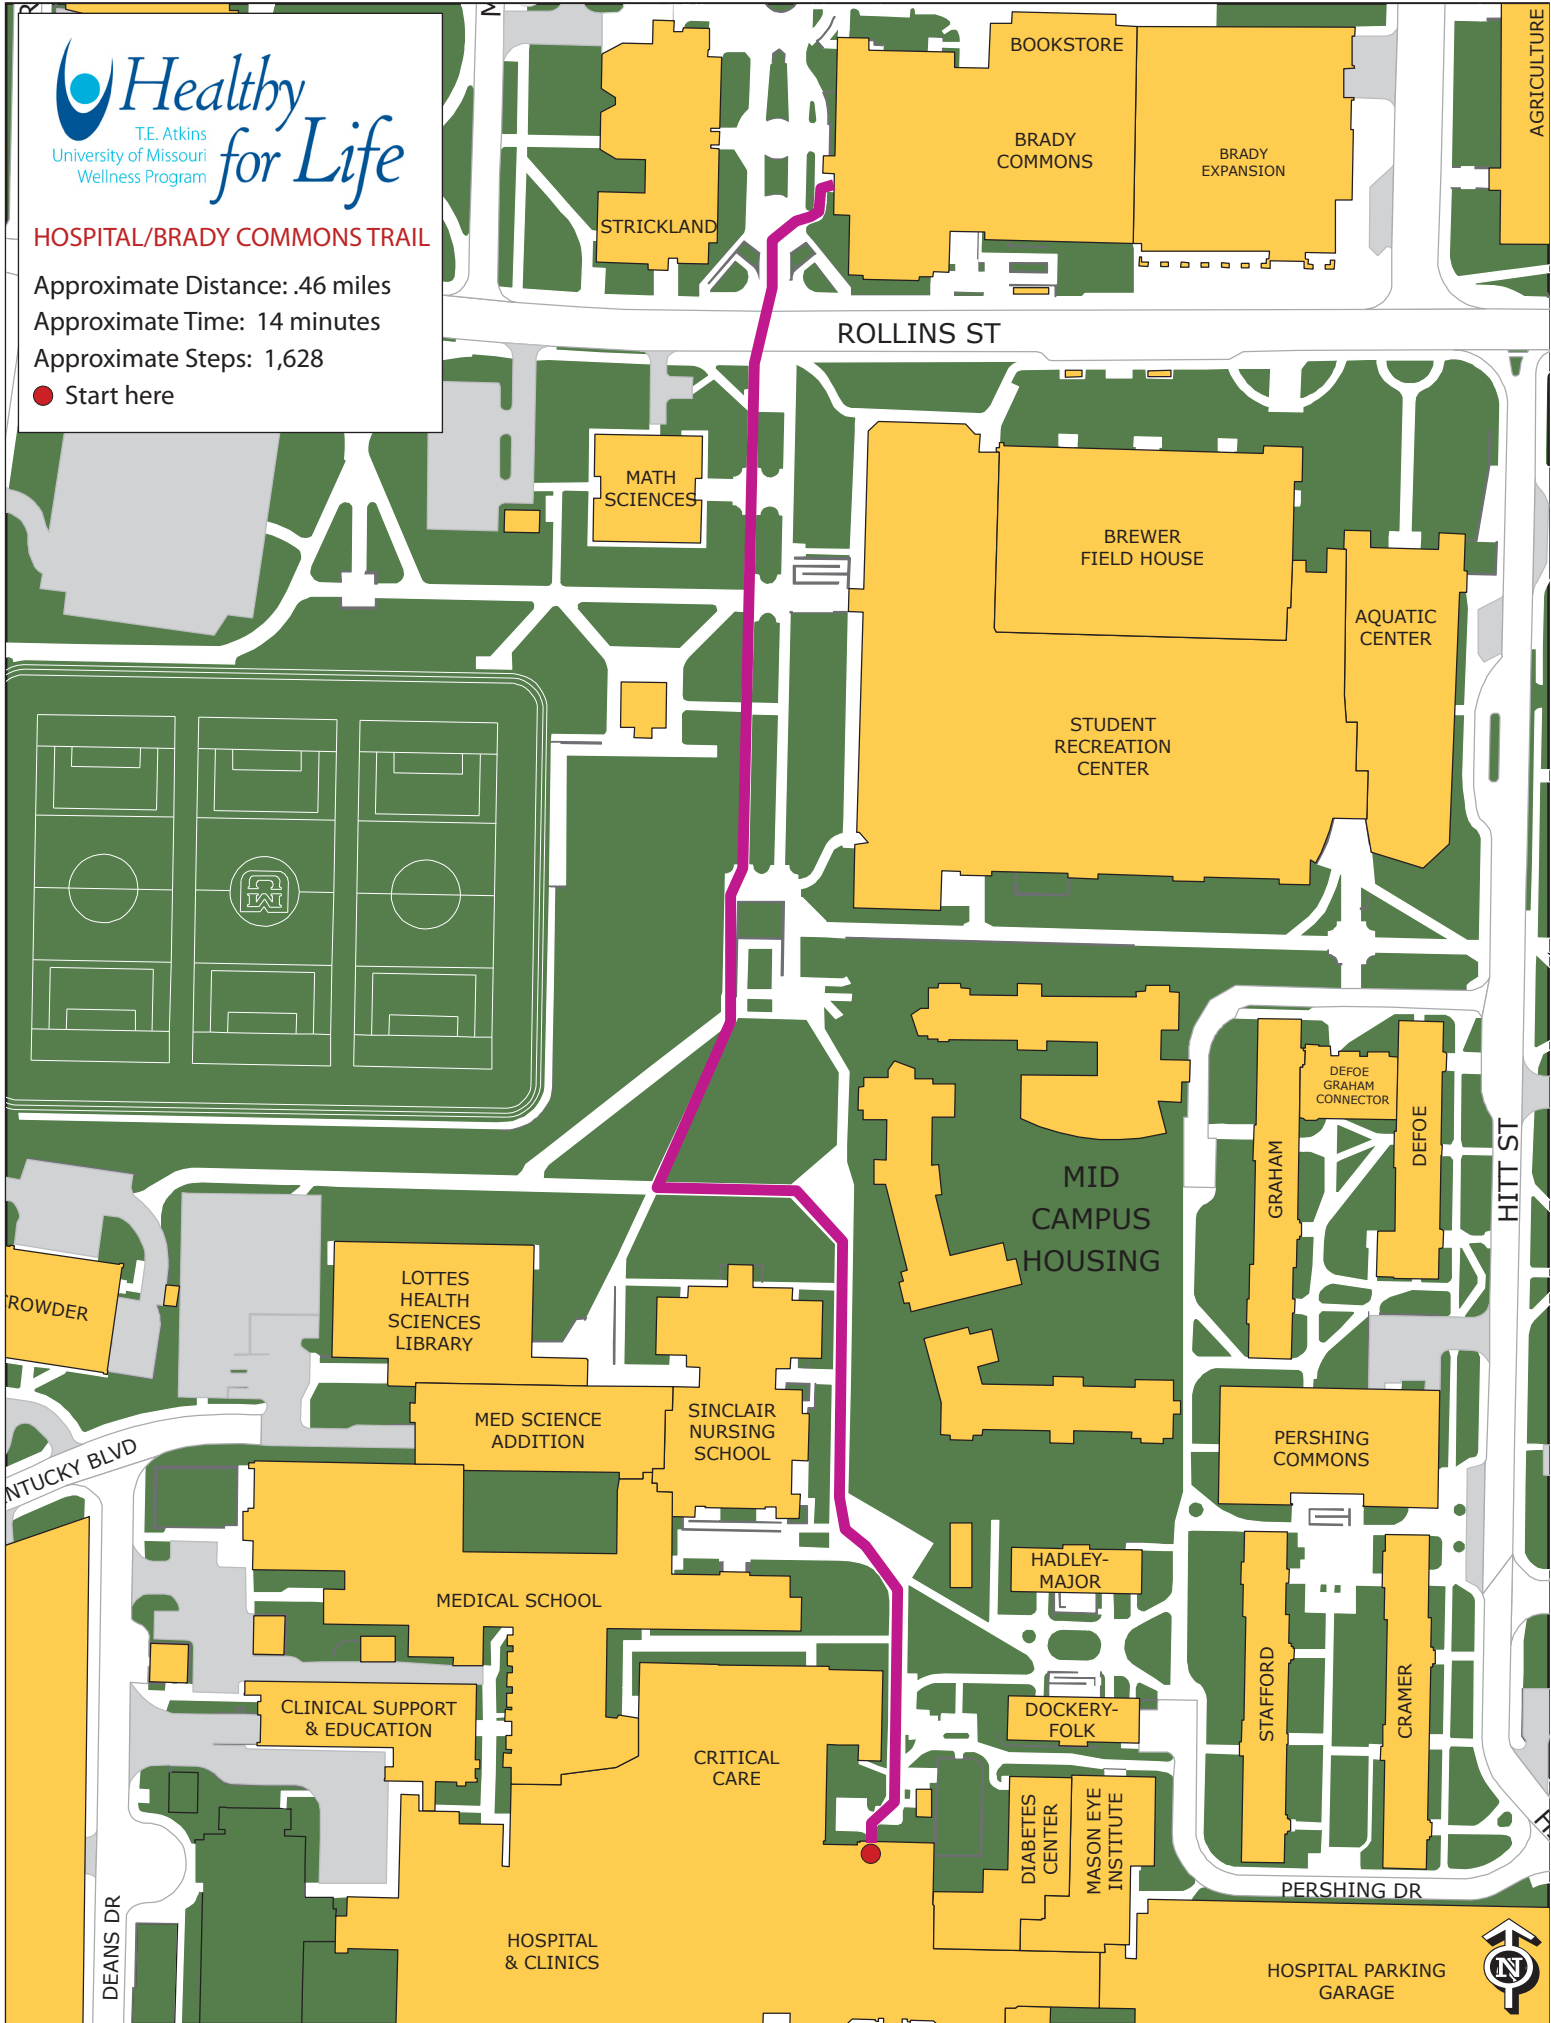 Healthy
for Life
T.E. Atkins
University of Missouri
Wellness Program
HOSPITAL/BRADY COMMONS TRAIL
Approximate Distance: .46 miles
Approximate Time: 14 minutes
Approximate Steps: 1,628
Start here
BOOKSTORE
AGRICULTURE
BRADY
COMMONS
BRADY
EXPANSION
STRICKLAND
ROLLINS ST
MATH
SCIENCES
BREWER
FIELD HOUSE
AQUATIC
CENTER
STUDENT
RECREATION
CENTER
DEFOE
GRAHAM
CONNECTOR
DEFOE
GRAHAM
HITT ST
MID
CAMPUS
HOUSING
LOTTES
HEALTH
SCIENCES
LIBRARY
ROWDER
MED SCIENCE
ADDITION
SINCLAIR
NURSING
SCHOOL
PERSHING
COMMONS
NTUCKY BLVD
HADLEY-
MAJOR
MEDICAL SCHOOL
STAFFORD
CRAMER
CLINICAL SUPPORT
& EDUCATION
DOCKERY-
FOLK
CRITICAL
CARE
DIABETES
CENTER
MASON EYE
INSTITUTE
PERSHING DR
DEANS DR
HOSPITAL
& CLINICS
HOSPITAL PARKING
GARAGE
N